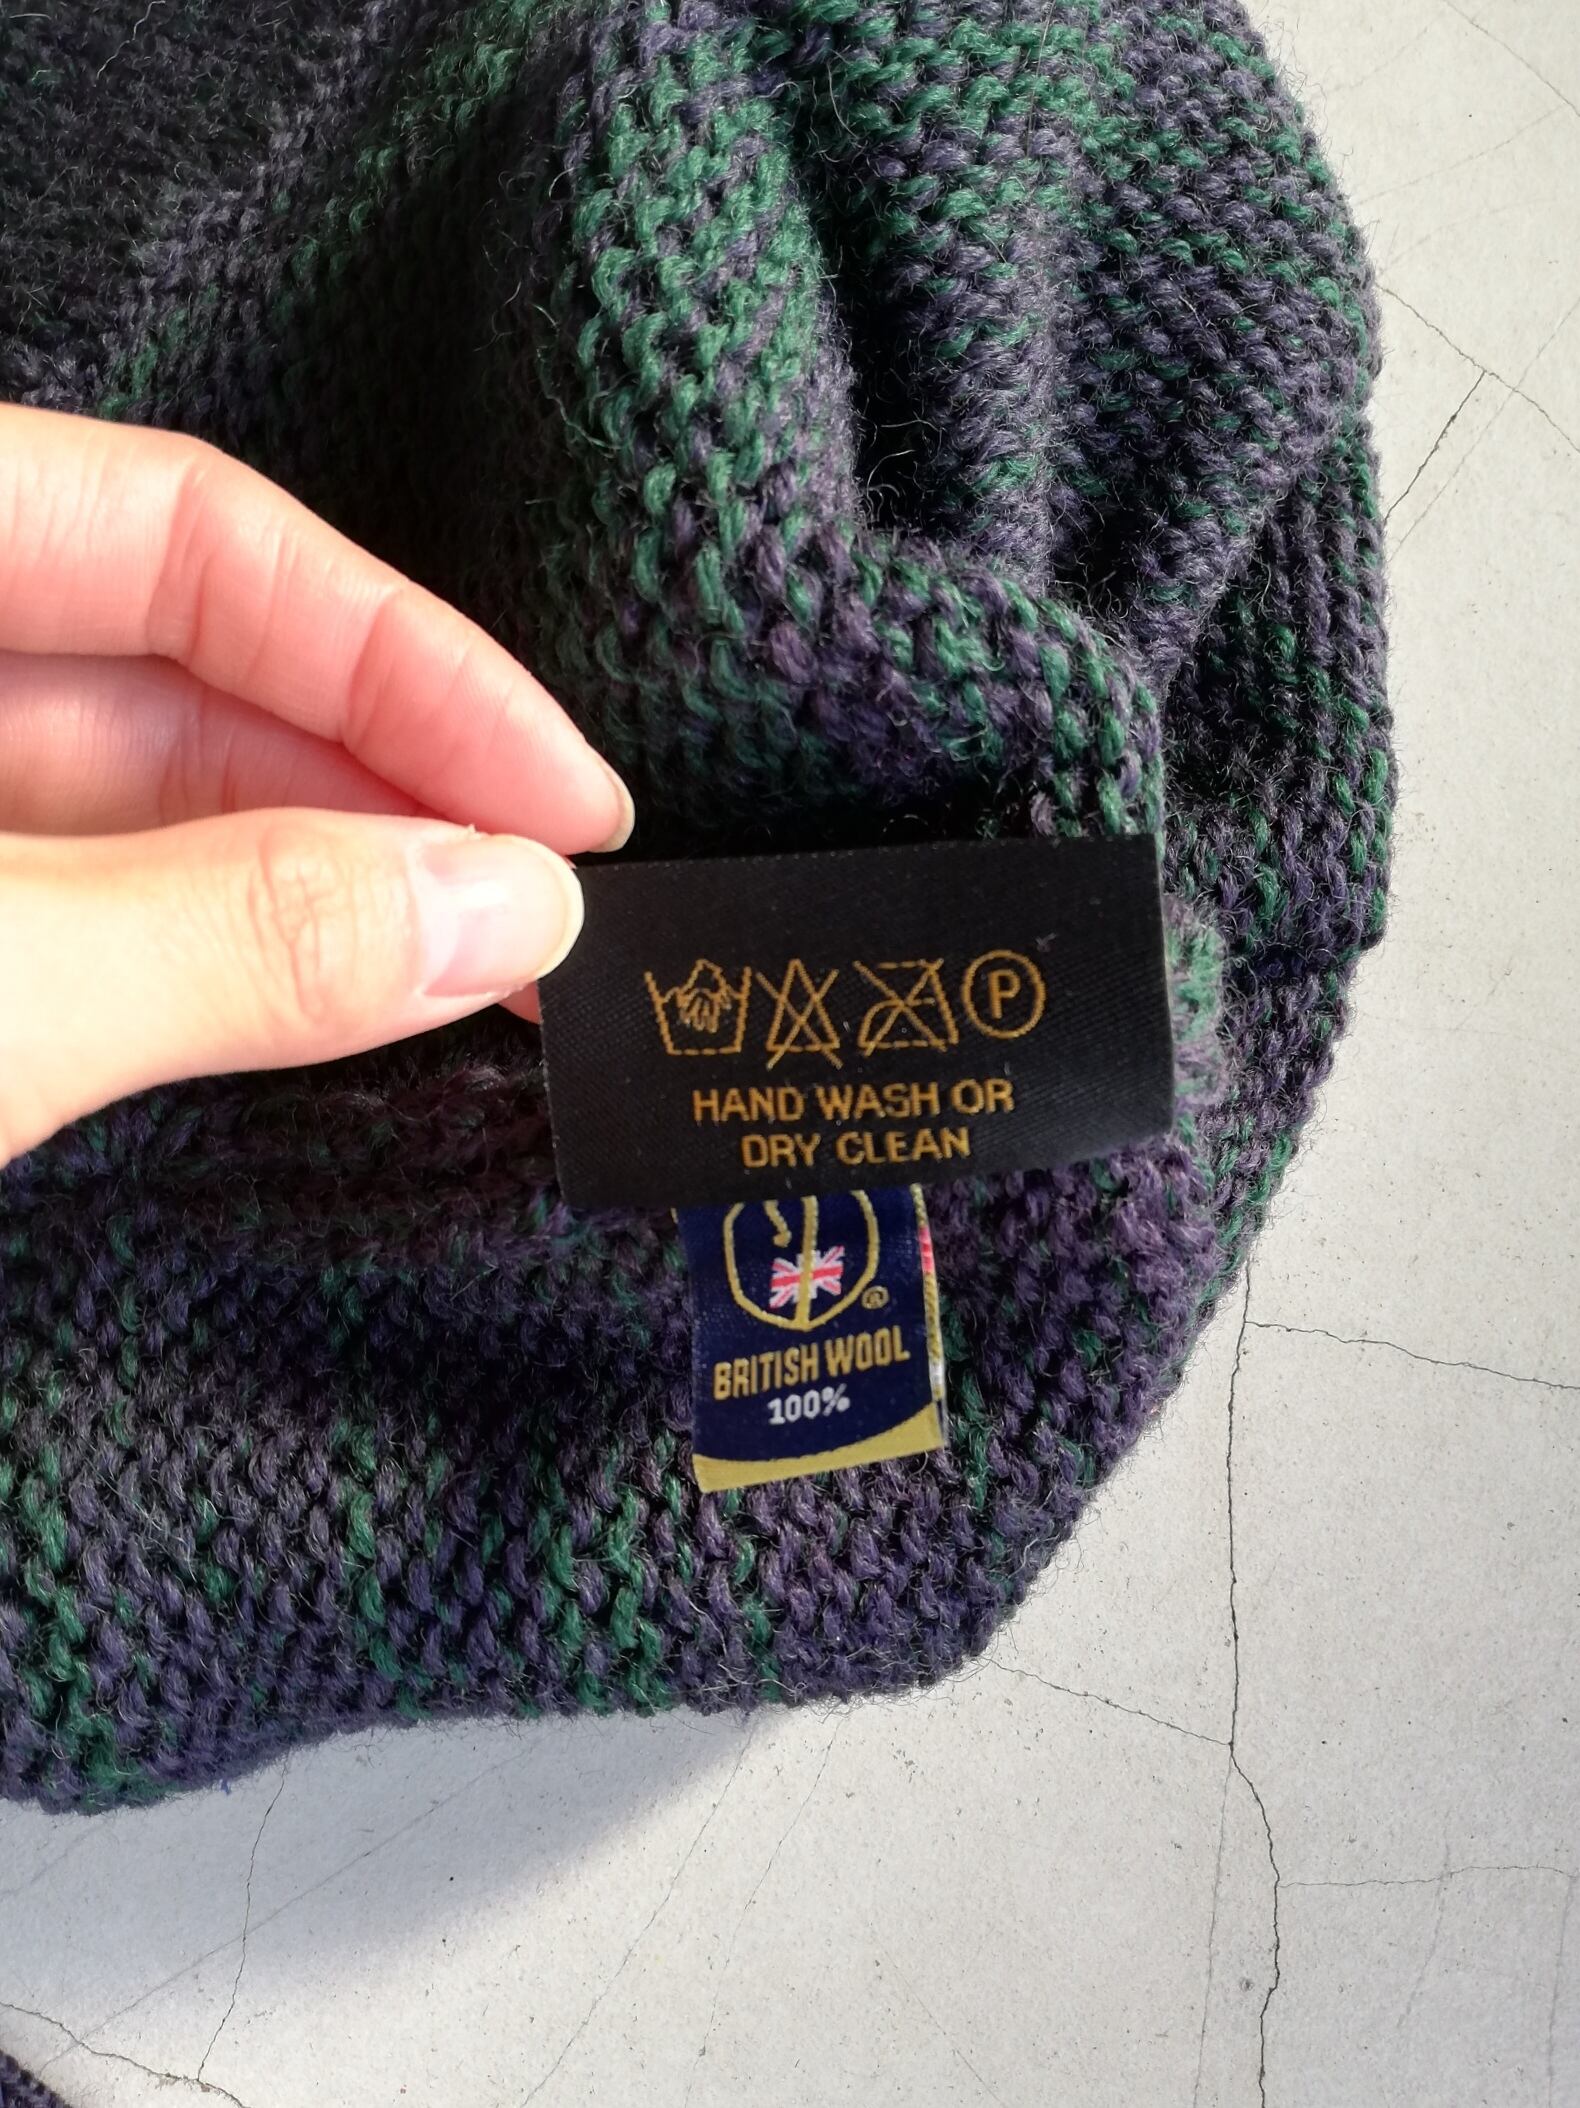 P
HAND WASH OR
DRY CLEAN
®
BRITISH WOOL
100%